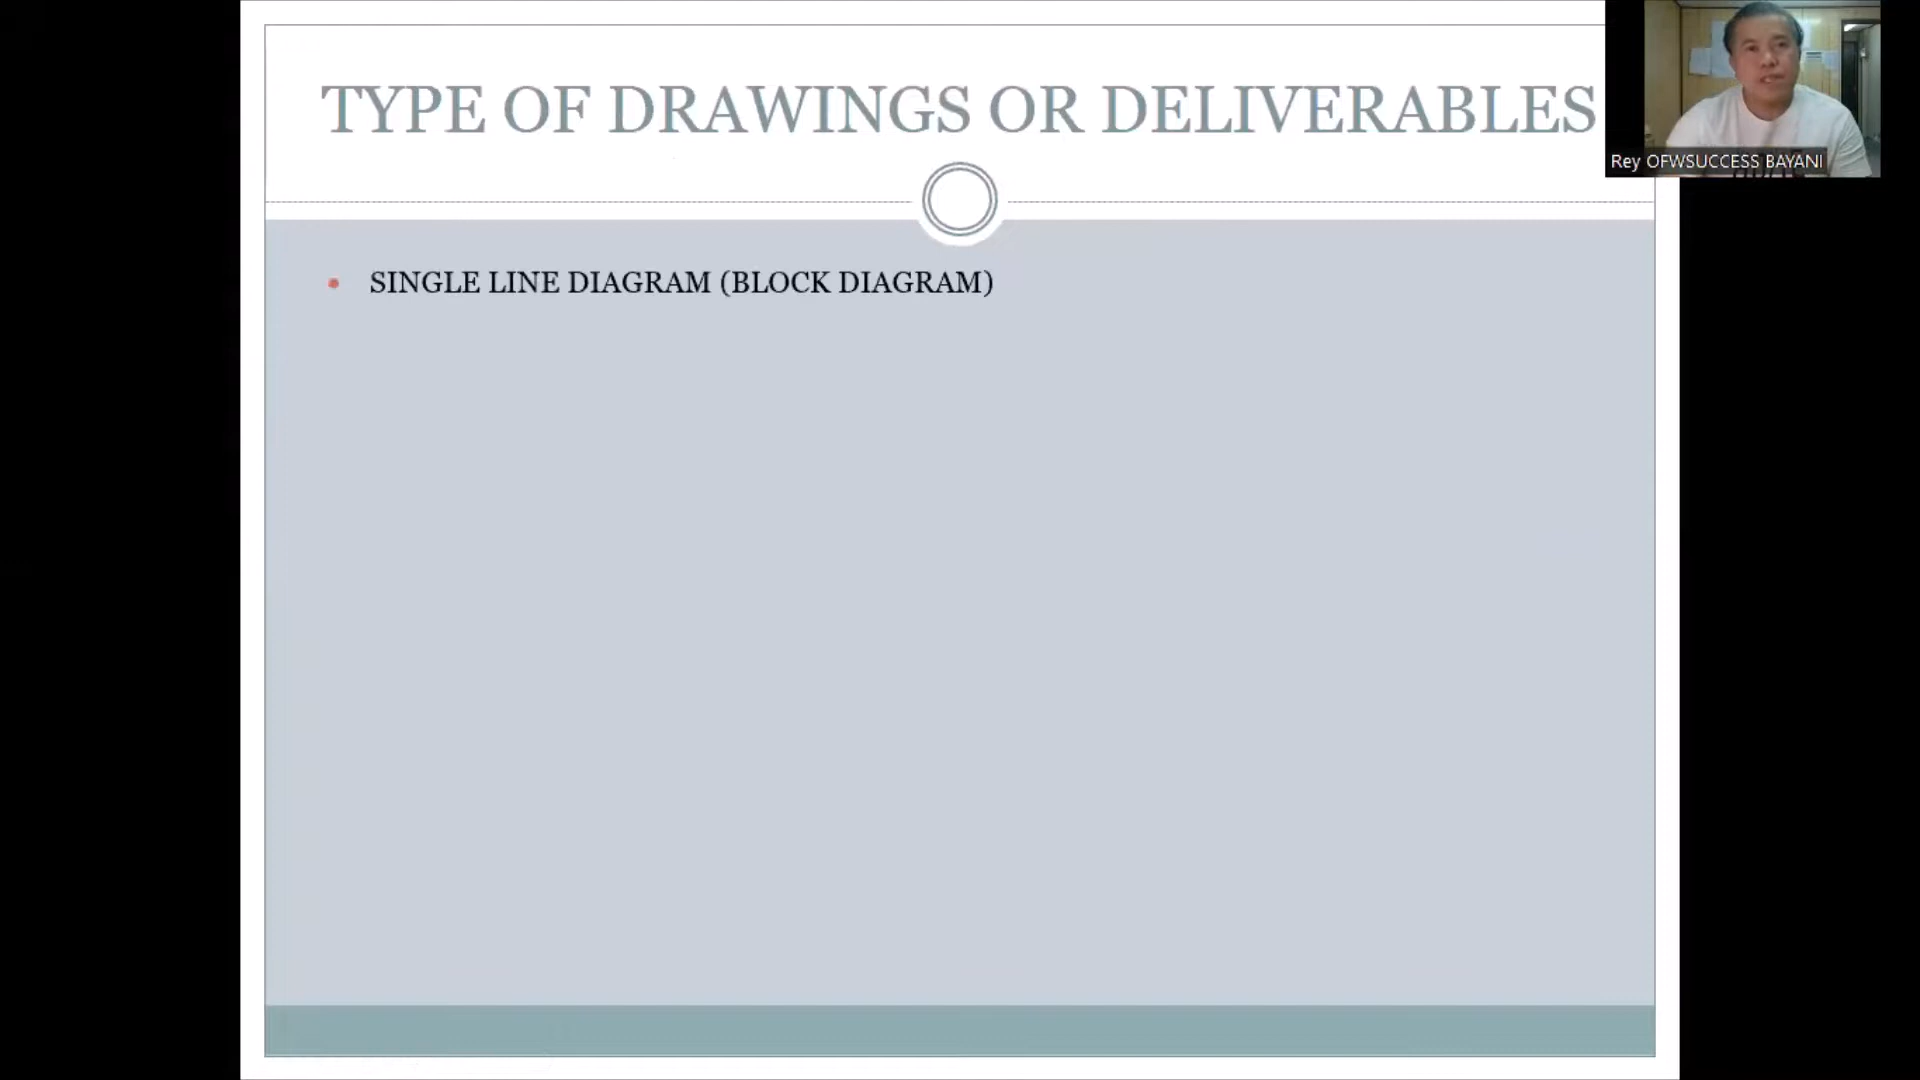 TYPE OF DRAWINGS OR DELIVERABLES
Rey OFWSUCCESS BAYANI
• SINGLE LINE DIAGRAM (BLOCK DIAGRAM)